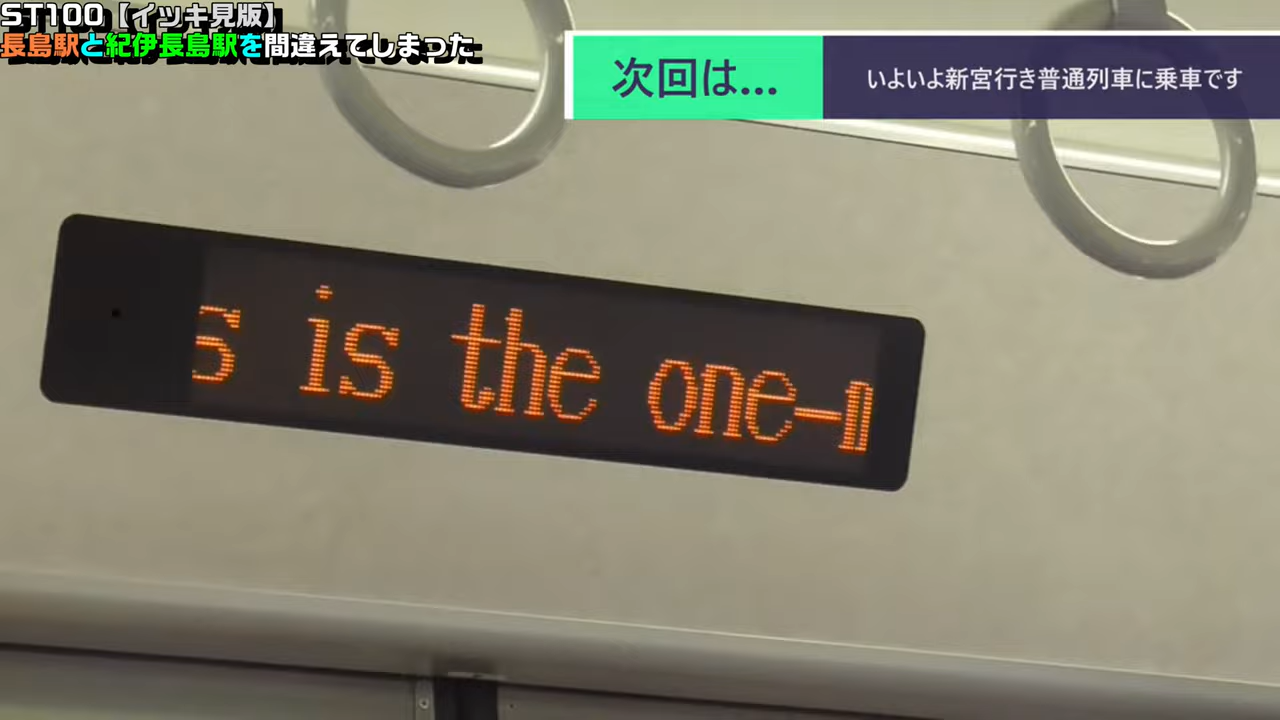 ST100【イッキ見版】
長島駅と紀伊長島駅を間違えてしまった
次回は...
いよいよ新宮行き普通列車に乗車です
s is the one-m